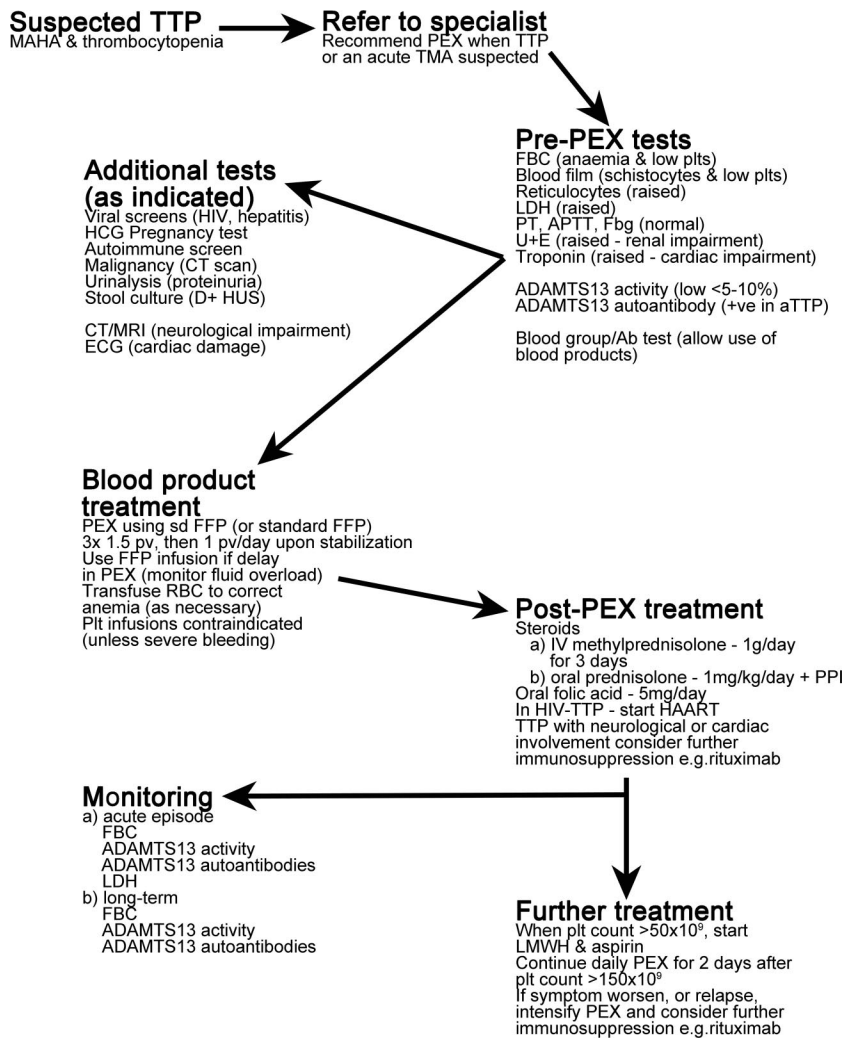 Suspected TTP
MAHA & thrombocytopenia
Refer to specialist
Recommend PEX when TTP
or an acute TMA suspected
Pre-PEX tests
FBC (anaemia & low plts)
Blood film (schistocytes & low plts)
Reticulocytes (raised)
LDH (raised)
PT, APTT, Fbg (normal)
U+E (raised - renal impairment)
Troponin (raised - cardiac impairment)
ADAMTS13 activity (low <5-10%)
ADAMTS13 autoantibody (+ve in aTTP)
Blood group/Ab test (allow use of
blood products)
Additional tests
(as indicated)
Viral screens (HIV, hepatitis)
HCG Pregnancy test
Autoimmune screen
Malignancy (CT scan)
Urinalysis (proteinuria)
Stool culture (D+ HUS)
CT/MRI (neurological impairment)
ECG (cardiac damage)
Blood product
treatment
PEX using sd FFP (or standard FFP)
3x 1.5 pv, then 1 pv/day upon stabilization
Use FFP infusion if delay
in PEX (monitor fluid overload)
Transfuse RBC to correct
anemia (as necessary)
Plt infusions contraindicated
(unless severe bleeding)
Post-PEX treatment
Steroids
a) IV methylprednisolone - 1g/day
for 3 days
b) oral prednisolone - 1mg/kg/day + PPI
Oral folic acid - 5mg/day
In HIV-TTP - start HAART
TTP with neurological or cardiac
involvement consider further
immunosuppression e.g.rituximab
Monitoring
a) acute episode
FBC
ADAMTS13 activity
ADAMTS13 autoantibodies
LDH
b) long-term
FBC
ADAMTS13 activity
ADAMTS13 autoantibodies
Further treatment
When plt count >50x10⁹, start
LMWH & aspirin
Continue daily PEX for 2 days after
plt count >150x10⁹
If symptom worsen, or relapse,
intensify PEX and consider further
immunosuppression e.g.rituximab